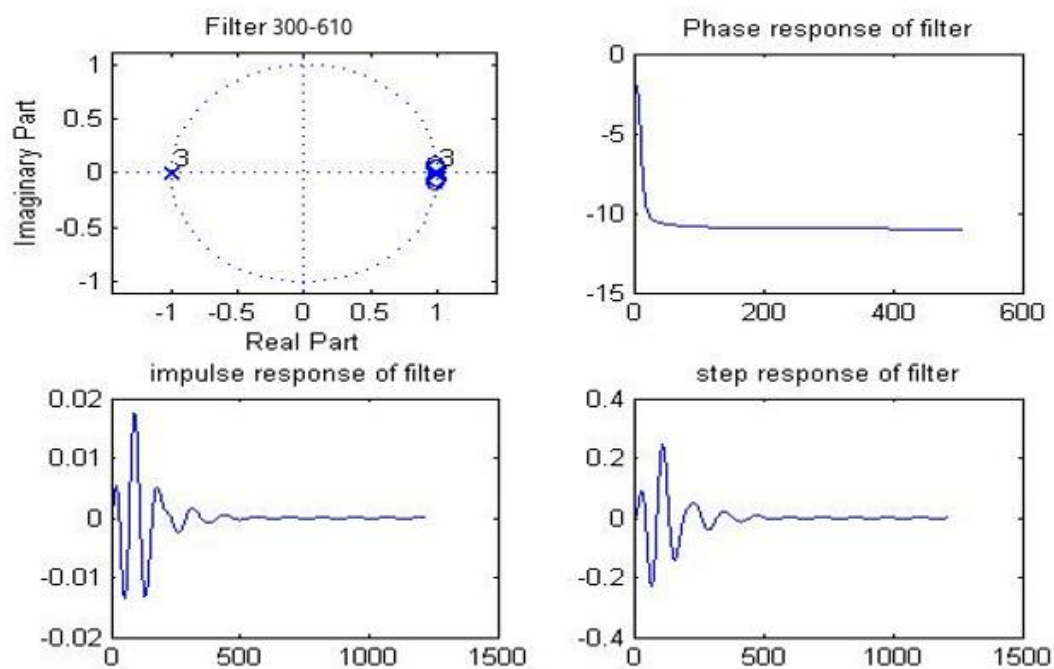 Filter 300-610
1
0.5
0
-0.5
-1
Imaginary Part
3
3
-1 -0.5 0 0.5 1
Real Part
Phase response of filter
0
-5
-10
-15
0 200 400 600
impulse response of filter
0.02
0.01
0
-0.01
-0.02
0 500 1000 1500
step response of filter
0.4
0.2
0
-0.2
-0.4
0 500 1000 1500